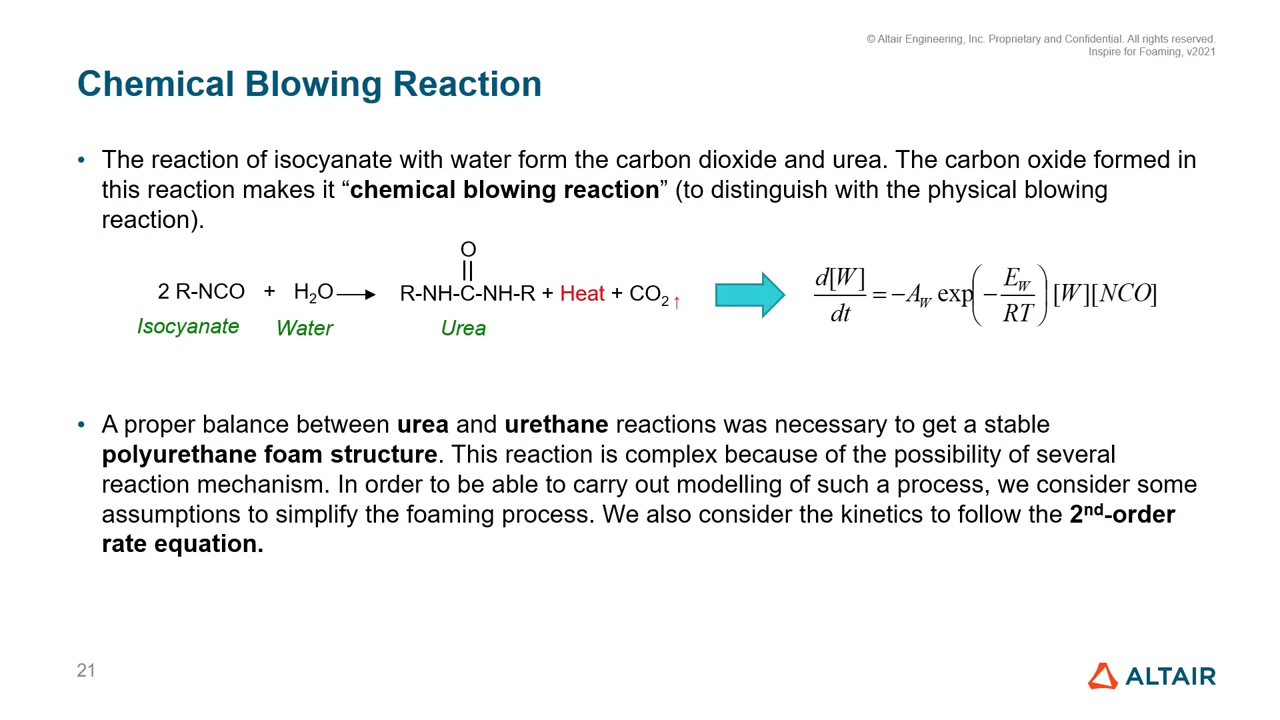 © Altair Engineering, Inc. Proprietary and Confidential. All rights reserved.
Inspire for Foaming, v2021
Chemical Blowing Reaction
• The reaction of isocyanate with water form the carbon dioxide and urea. The carbon oxide formed in
this reaction makes it “chemical blowing reaction” (to distinguish with the physical blowing
reaction).
O
||
2 R-NCO + H₂O → R-NH-C-NH-R + Heat + CO₂ ↑
Isocyanate Water Urea
d[W]/dt = −A_W exp(−E_W/RT) [W][NCO]
• A proper balance between urea and urethane reactions was necessary to get a stable
polyurethane foam structure. This reaction is complex because of the possibility of several
reaction mechanism. In order to be able to carry out modelling of such a process, we consider some
assumptions to simplify the foaming process. We also consider the kinetics to follow the 2nd-order
rate equation.
21
ALTAIR